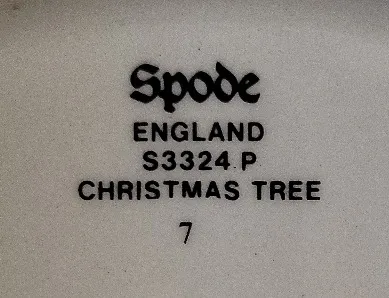 Spode
ENGLAND
S3324 P
CHRISTMAS TREE
7